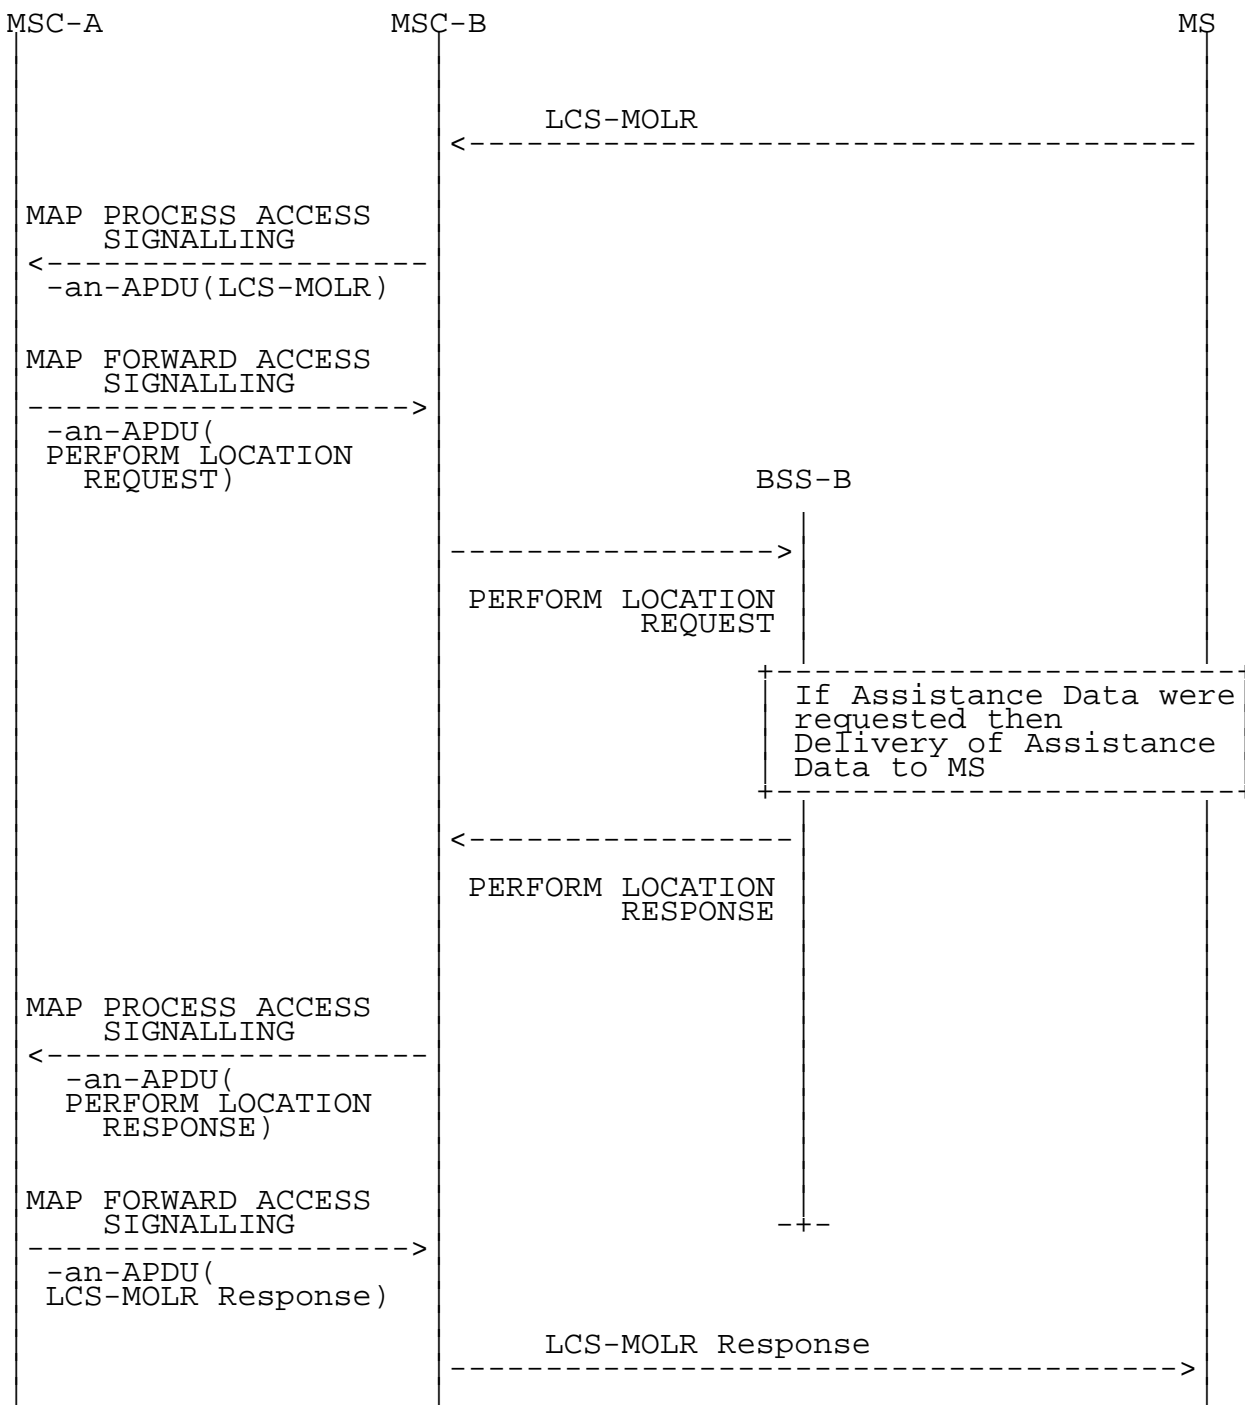 MSC-A MSC-B MS
LCS-MOLR
MAP PROCESS ACCESS
SIGNALLING
-an-APDU(LCS-MOLR)
MAP FORWARD ACCESS
SIGNALLING
-an-APDU(
PERFORM LOCATION
REQUEST)
BSS-B
PERFORM LOCATION
REQUEST
If Assistance Data were
requested then
Delivery of Assistance
Data to MS
PERFORM LOCATION
RESPONSE
MAP PROCESS ACCESS
SIGNALLING
-an-APDU(
PERFORM LOCATION
RESPONSE)
MAP FORWARD ACCESS
SIGNALLING
-an-APDU(
LCS-MOLR Response)
LCS-MOLR Response